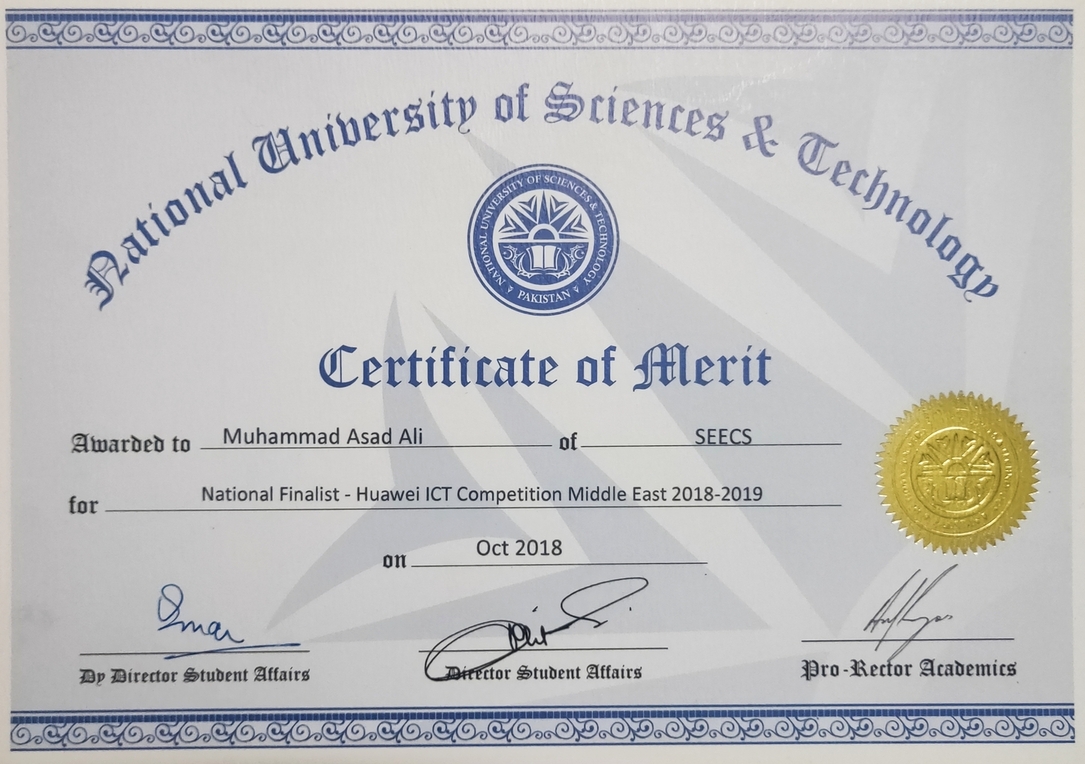 National University of Sciences & Technology
NATIONAL UNIVERSITY OF SCIENCES & TECHNOLOGY
PAKISTAN
Certificate of Merit
Awarded to Muhammad Asad Ali of SEECS
for National Finalist - Huawei ICT Competition Middle East 2018-2019
on Oct 2018
Dy Director Student Affairs Director Student Affairs Pro-Rector Academics